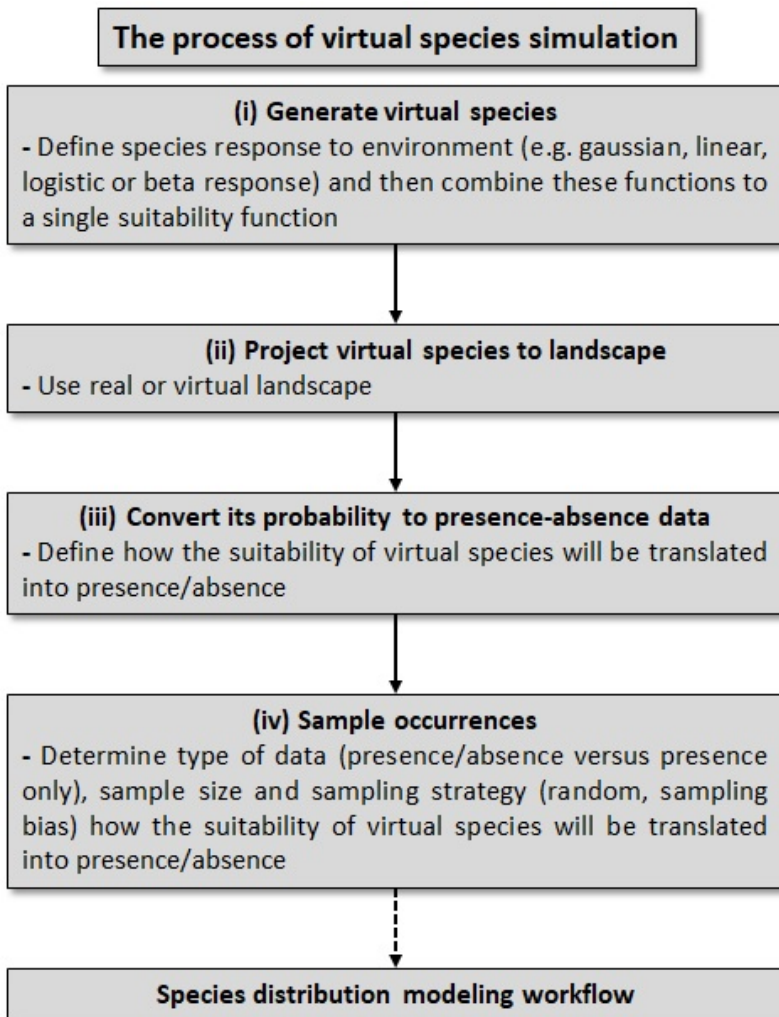 The process of virtual species simulation
(i) Generate virtual species
- Define species response to environment (e.g. gaussian, linear,
logistic or beta response) and then combine these functions to
a single suitability function
(ii) Project virtual species to landscape
- Use real or virtual landscape
(iii) Convert its probability to presence-absence data
- Define how the suitability of virtual species will be translated
into presence/absence
(iv) Sample occurrences
- Determine type of data (presence/absence versus presence
only), sample size and sampling strategy (random, sampling
bias) how the suitability of virtual species will be translated
into presence/absence
Species distribution modeling workflow